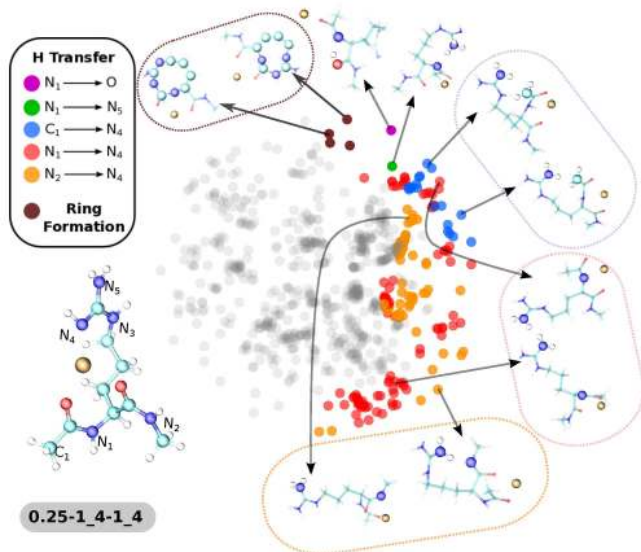 H Transfer
N₁ → O
N₁ → N₅
C₁ → N₄
N₁ → N₄
N₂ → N₄
Ring
Formation
N₅
N₄
N₃
N₂
C₁
N₁
0.25-1_4-1_4